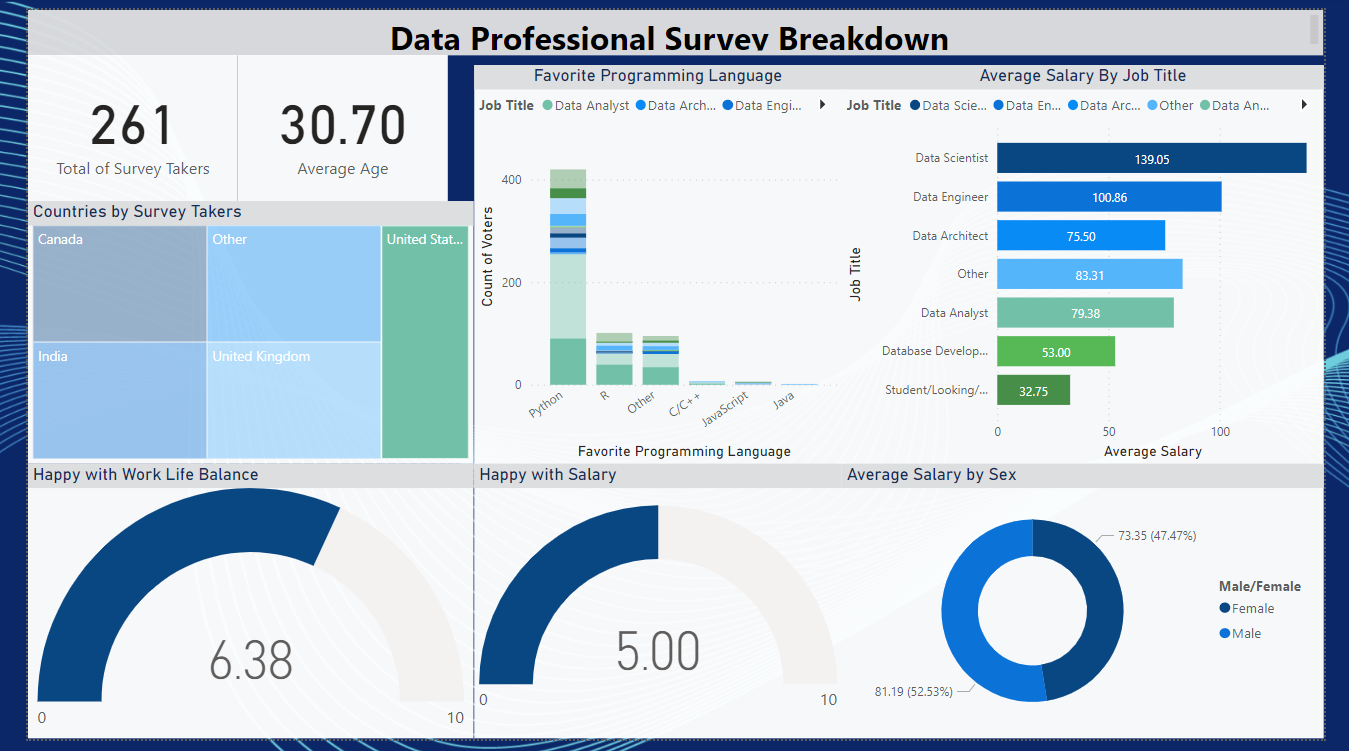 Data Professional Survey Breakdown
261
Total of Survey Takers
30.70
Average Age
Countries by Survey Takers
Canada
Other
United Stat...
India
United Kingdom
Favorite Programming Language
Job Title
Data Analyst
Data Arch...
Data Engi...
Count of Voters
400
200
0
Python
R
Other
C/C++
JavaScript
Java
Favorite Programming Language
Average Salary By Job Title
Job Title
Data Scie...
Data En...
Data Arc...
Other
Data An...
Job Title
Data Scientist
139.05
Data Engineer
100.86
Data Architect
75.50
Other
83.31
Data Analyst
79.38
Database Develop...
53.00
Student/Looking/...
32.75
0
50
100
Average Salary
Happy with Work Life Balance
6.38
0
10
Happy with Salary
5.00
0
10
Average Salary by Sex
73.35 (47.47%)
81.19 (52.53%)
Male/Female
Female
Male